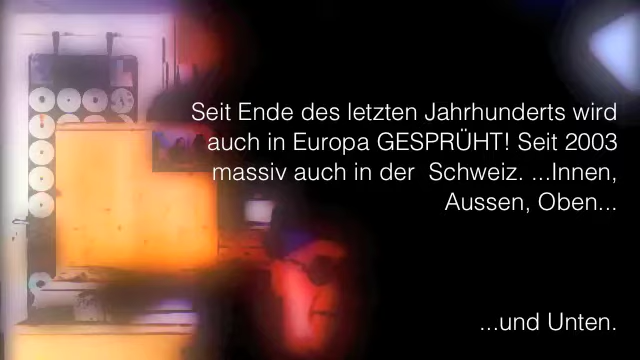 Seit Ende des letzten Jahrhunderts wird
auch in Europa GESPRÜHT! Seit 2003
massiv auch in der  Schweiz. ...Innen,
Aussen, Oben...
...und Unten.